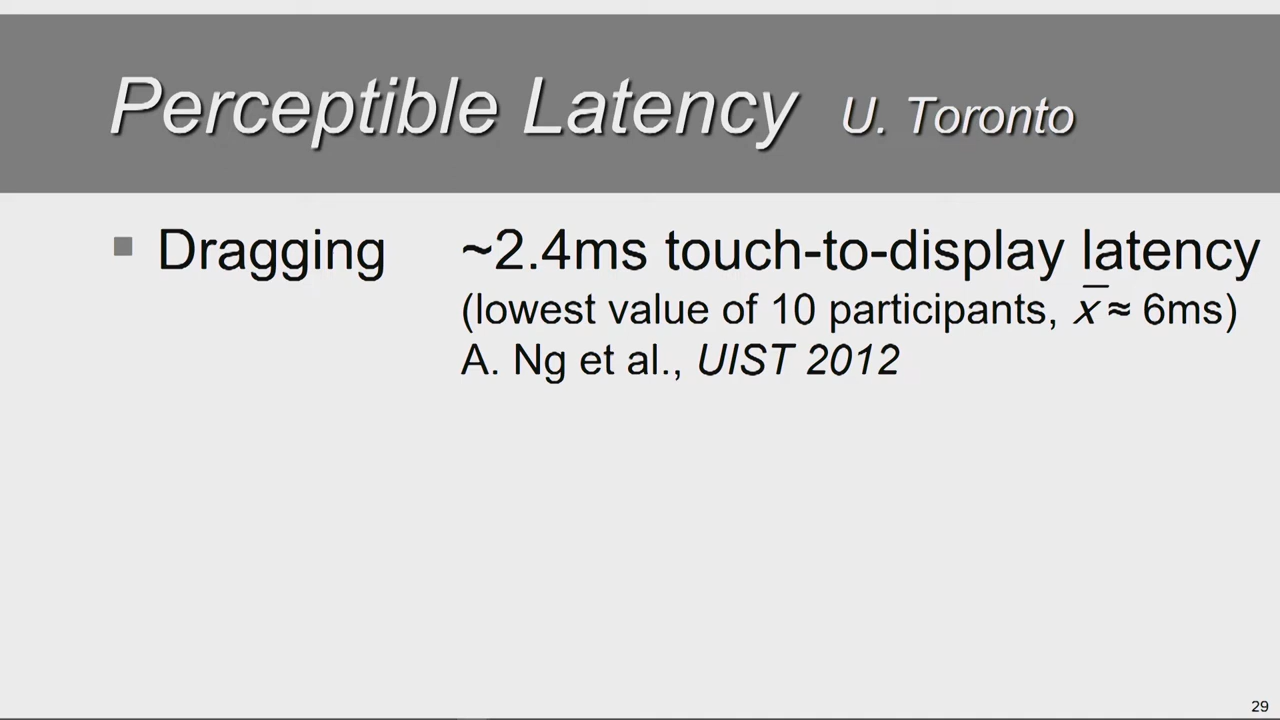 Perceptible Latency U. Toronto
▪ Dragging ~2.4ms touch-to-display latency
(lowest value of 10 participants, x̅ ≈ 6ms)
A. Ng et al., UIST 2012
29